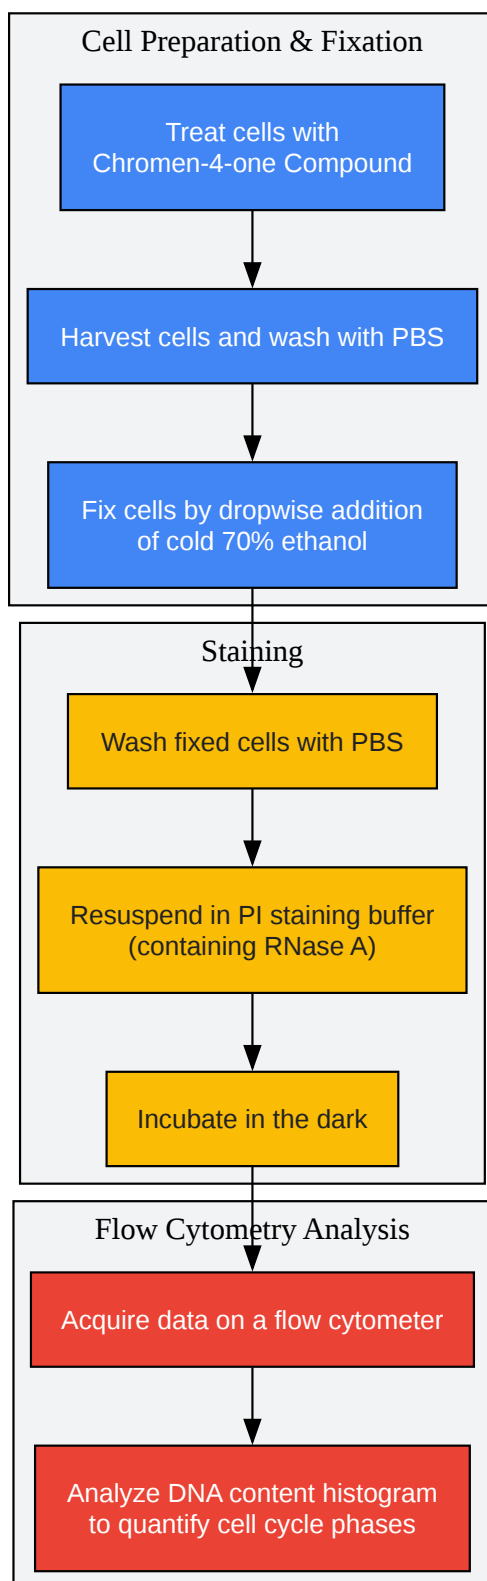 Cell Preparation & Fixation
Treat cells with
Chromen-4-one Compound
Harvest cells and wash with PBS
Fix cells by dropwise addition
of cold 70% ethanol
Staining
Wash fixed cells with PBS
Resuspend in PI staining buffer
(containing RNase A)
Incubate in the dark
Flow Cytometry Analysis
Acquire data on a flow cytometer
Analyze DNA content histogram
to quantify cell cycle phases